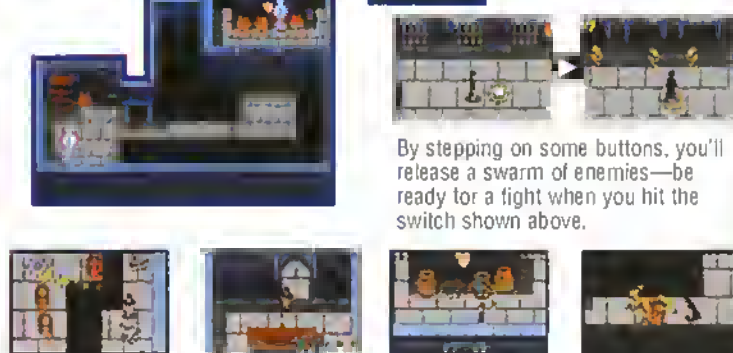 By stepping on some buttons, you'll
release a swarm of enemies—be
ready for a fight when you hit the
switch shown above.